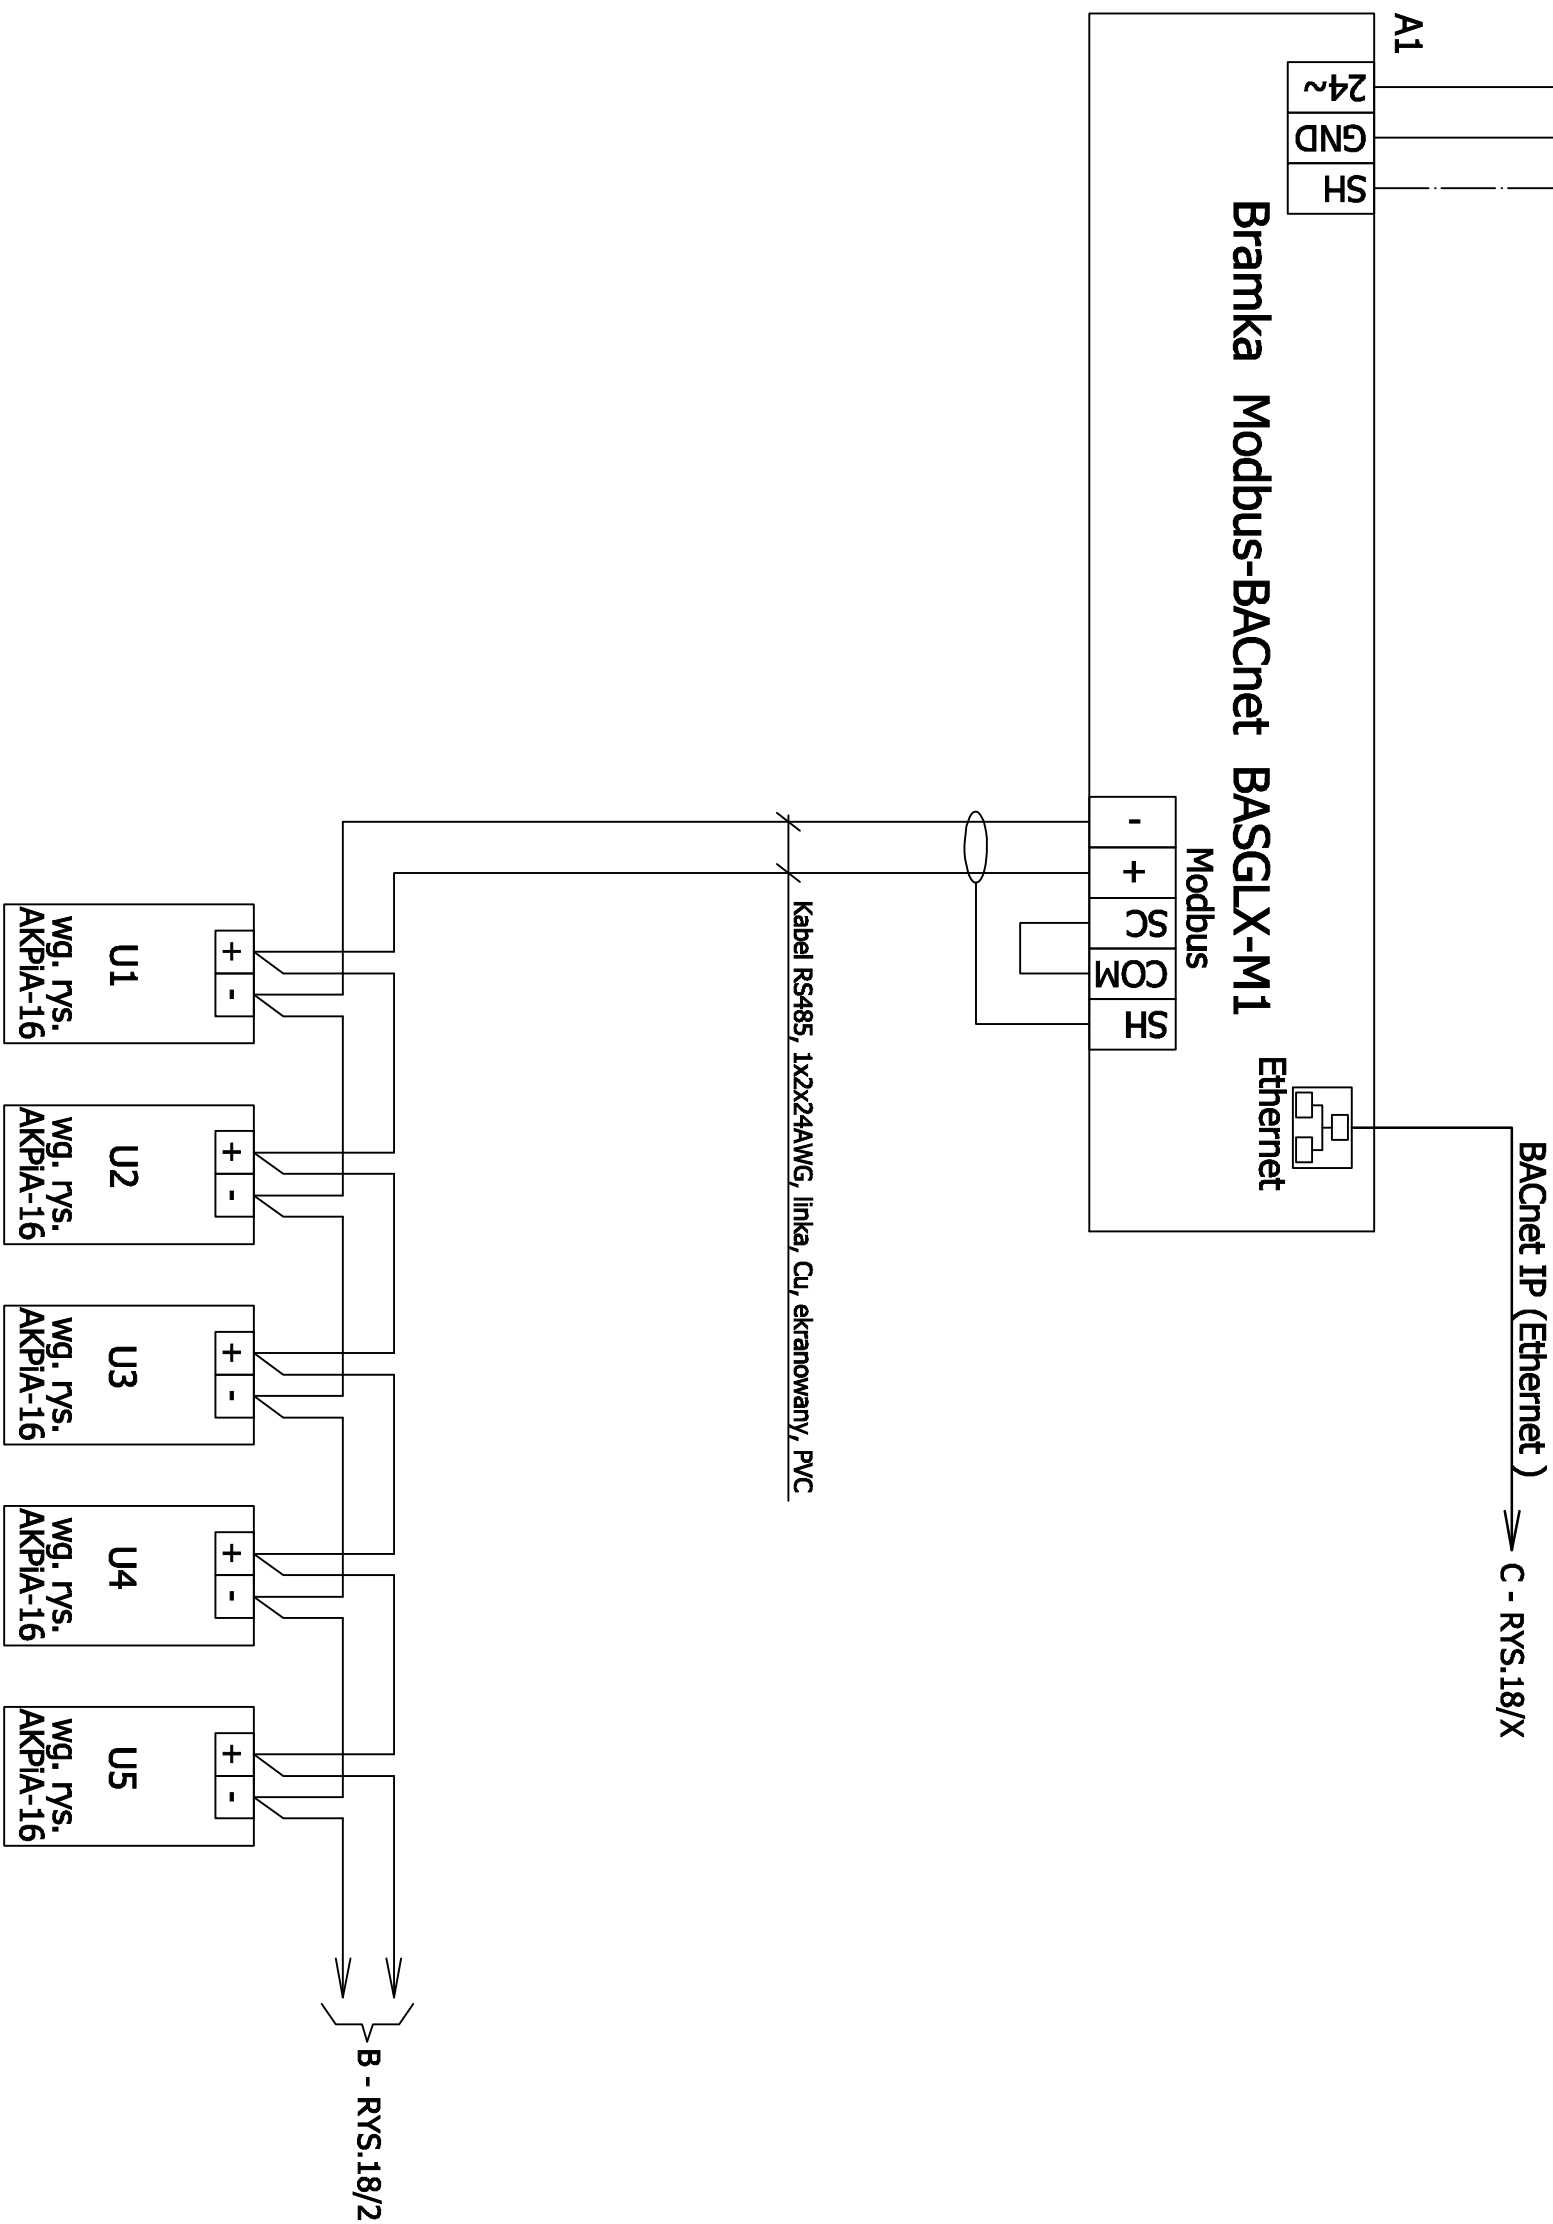 A1
24~
GND
SH
BACnet IP (Ethernet )
C - RYS.18/X
Bramka Modbus-BACnet BASGLX-M1
Ethernet
Modbus
-
+
SC
COM
SH
Kabel RS485, 1x2x24AWG, linka, Cu, ekranowany, PVC
B - RYS.18/2
+
-
U1
wg. rys.
AKPiA-16
+
-
U2
wg. rys.
AKPiA-16
+
-
U3
wg. rys.
AKPiA-16
+
-
U4
wg. rys.
AKPiA-16
+
-
U5
wg. rys.
AKPiA-16